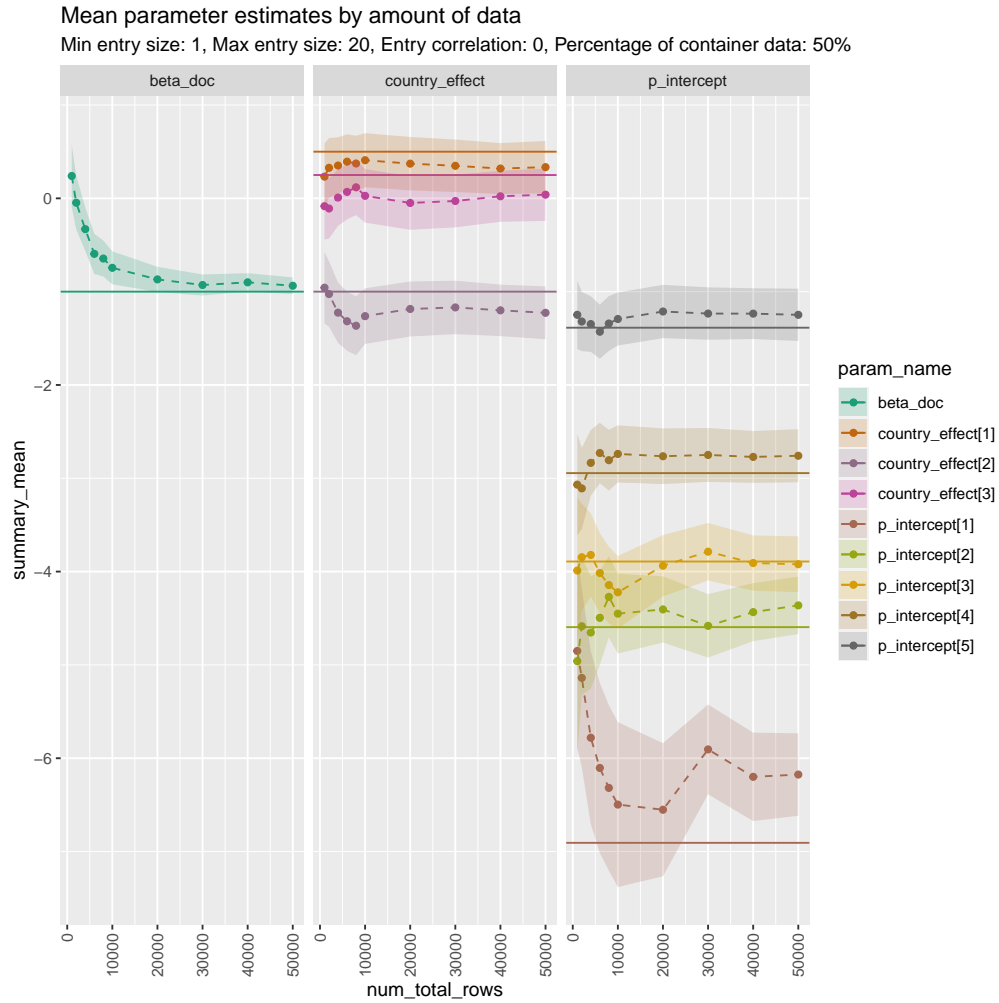 Mean parameter estimates by amount of data
Min entry size: 1, Max entry size: 20, Entry correlation: 0, Percentage of container data: 50%
beta_doc
country_effect
p_intercept
summary_mean
0
−2
−4
−6
0
10000
20000
30000
40000
50000
0
10000
20000
30000
40000
50000
0
10000
20000
30000
40000
50000
num_total_rows
param_name
beta_doc
country_effect[1]
country_effect[2]
country_effect[3]
p_intercept[1]
p_intercept[2]
p_intercept[3]
p_intercept[4]
p_intercept[5]